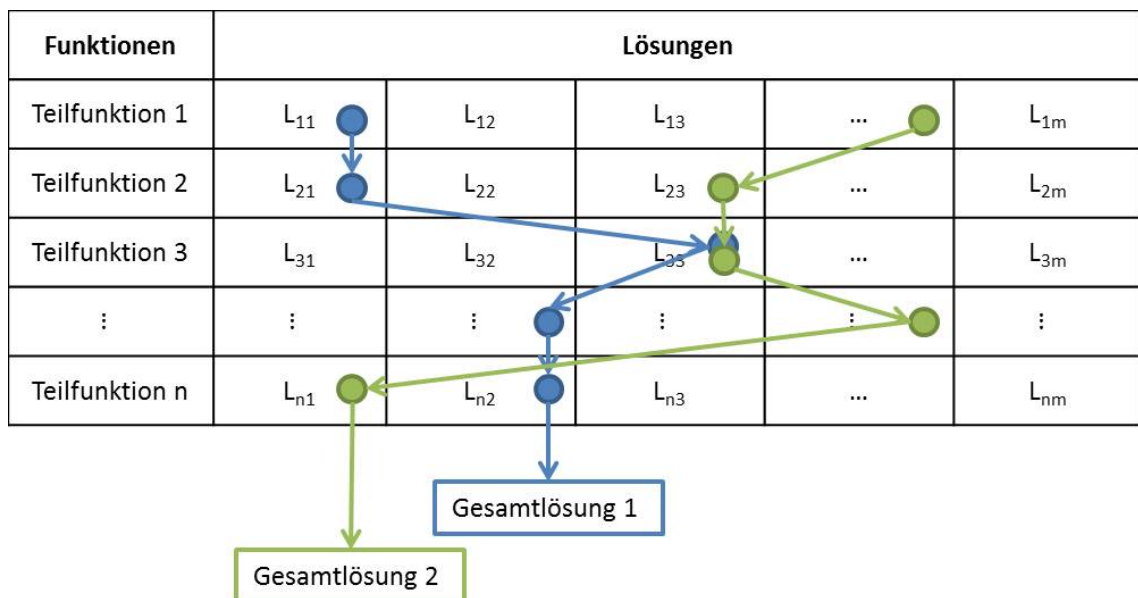 Funktionen Lösungen
Teilfunktion 1 L11 L12 L13 ... L1m
Teilfunktion 2 L21 L22 L23 ... L2m
Teilfunktion 3 L31 L32 L33 ... L3m
⋮ ⋮ ⋮ ⋮ ⋮ ⋮
Teilfunktion n Ln1 Ln2 Ln3 ... Lnm
Gesamtlösung 1
Gesamtlösung 2